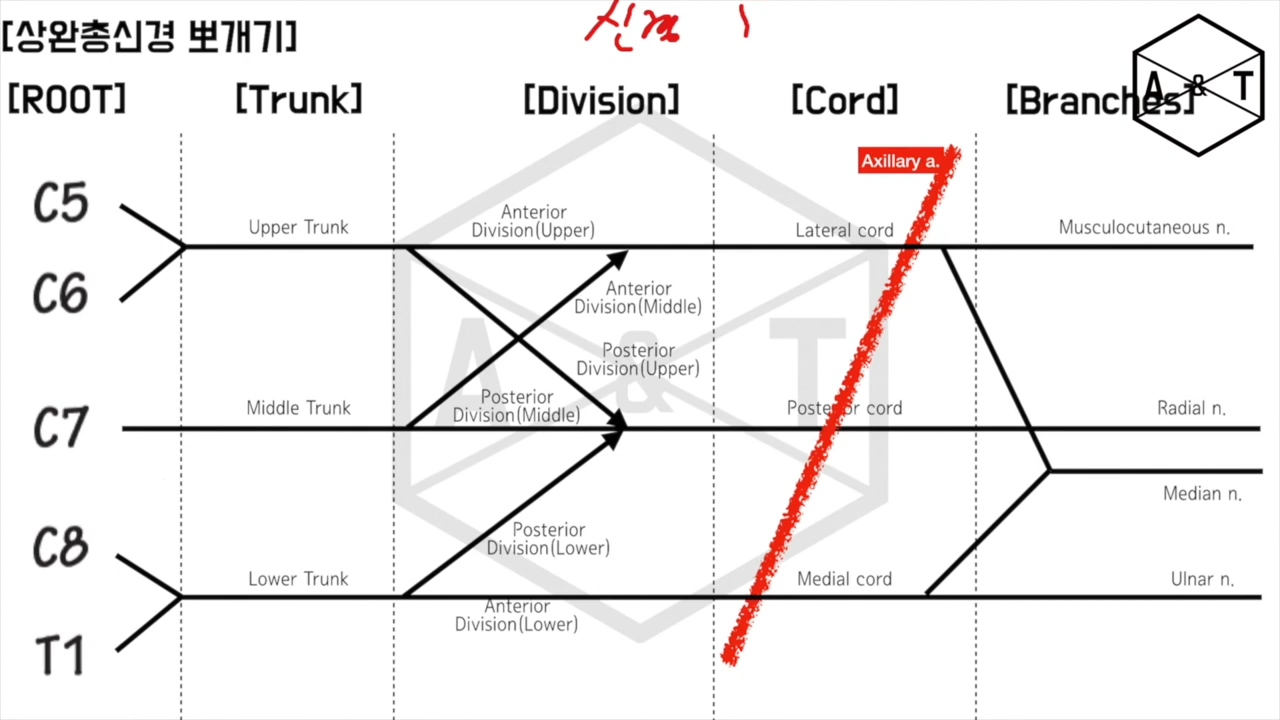 신경
[상완총신경 뽀개기]
A & T
[ROOT] [Trunk] [Division] [Cord] [Branches]
Axillary a.
C5
C6
C7
C8
T1
Upper Trunk
Middle Trunk
Lower Trunk
Anterior
Division(Upper)
Anterior
Division(Middle)
Posterior
Division(Upper)
Posterior
Division(Middle)
Posterior
Division(Lower)
Anterior
Division(Lower)
Lateral cord
Posterior cord
Medial cord
Musculocutaneous n.
Radial n.
Median n.
Ulnar n.
A & T